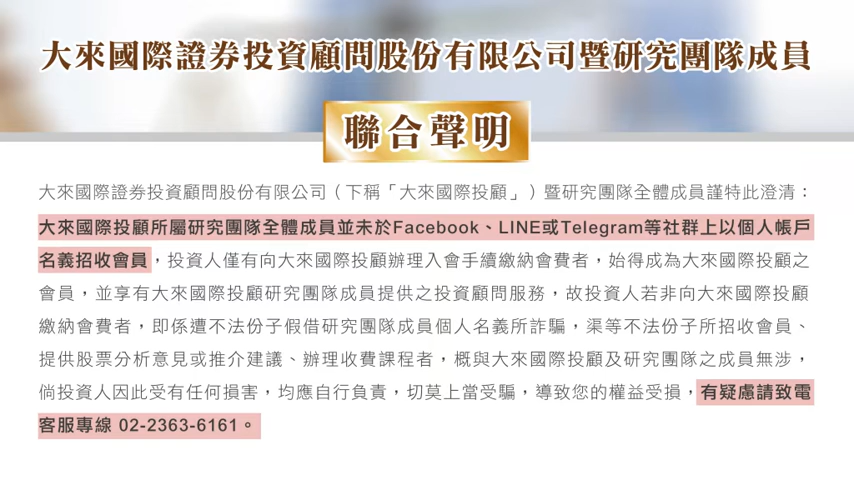 大來國際證券投資顧問股份有限公司暨研究團隊成員
聯合聲明
大來國際證券投資顧問股份有限公司（下稱「大來國際投顧」）暨研究團隊全體成員謹特此澄清：
大來國際投顧所屬研究團隊全體成員並未於Facebook、LINE或Telegram等社群上以個人帳戶
名義招收會員，投資人僅有向大來國際投顧辦理入會手續繳納會費者，始得成為大來國際投顧之
會員，並享有大來國際投顧研究團隊成員提供之投資顧問服務，故投資人若非向大來國際投顧
繳納會費者，即係遭不法份子假借研究團隊成員個人名義所詐騙，渠等不法份子所招收會員、
提供股票分析意見或推介建議、辦理收費課程者，概與大來國際投顧及研究團隊之成員無涉，
倘投資人因此受有任何損害，均應自行負責，切莫上當受騙，導致您的權益受損，有疑慮請致電
客服專線 02-2363-6161。